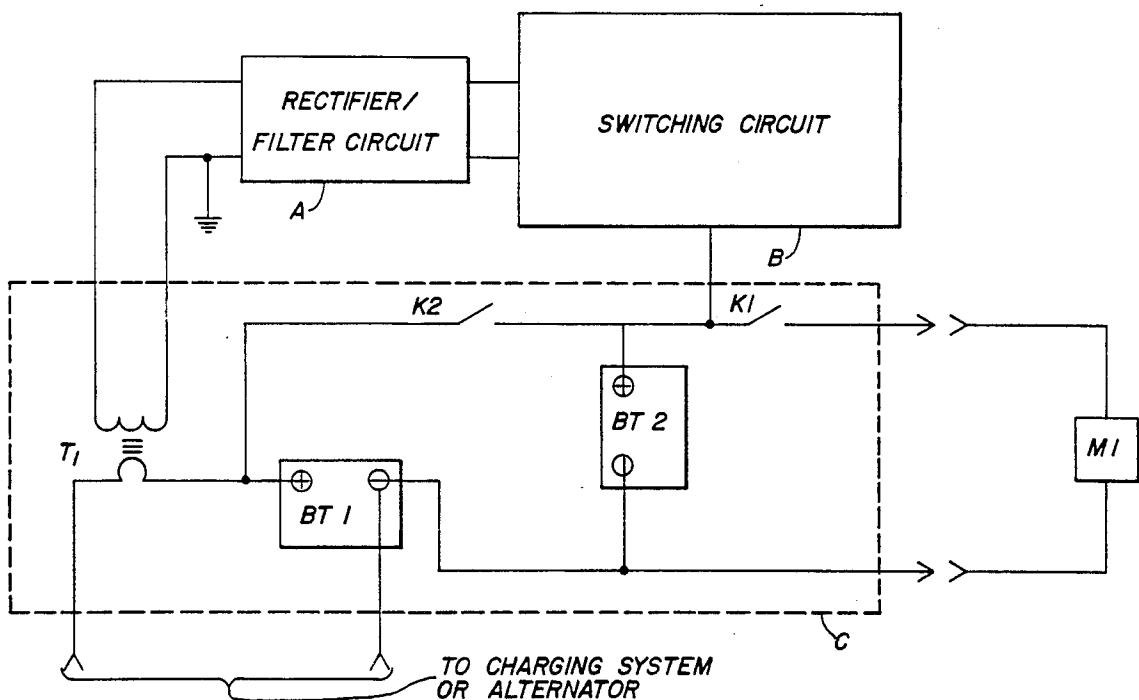 RECTIFIER/
FILTER CIRCUIT
SWITCHING CIRCUIT
A
B
K2
K1
T1
BT 1
BT 2
M1
C
TO CHARGING SYSTEM
OR ALTERNATOR